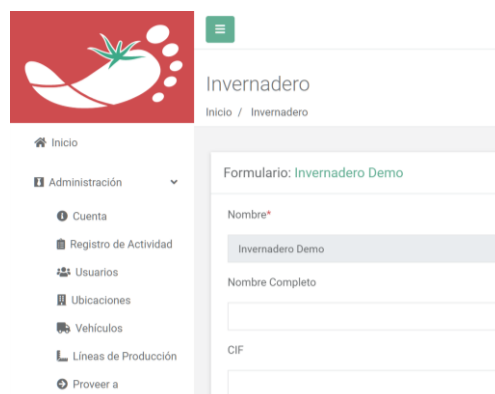 Inicio
Administración
Cuenta
Registro de Actividad
Usuarios
Ubicaciones
Vehículos
Líneas de Producción
Proveer a
Invernadero
Inicio / Invernadero
Formulario: Invernadero Demo
Nombre*
Invernadero Demo
Nombre Completo
CIF